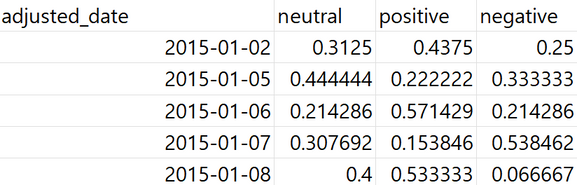 adjusted_date neutral positive negative
2015-01-02 0.3125 0.4375 0.25
2015-01-05 0.444444 0.222222 0.333333
2015-01-06 0.214286 0.571429 0.214286
2015-01-07 0.307692 0.153846 0.538462
2015-01-08 0.4 0.533333 0.066667